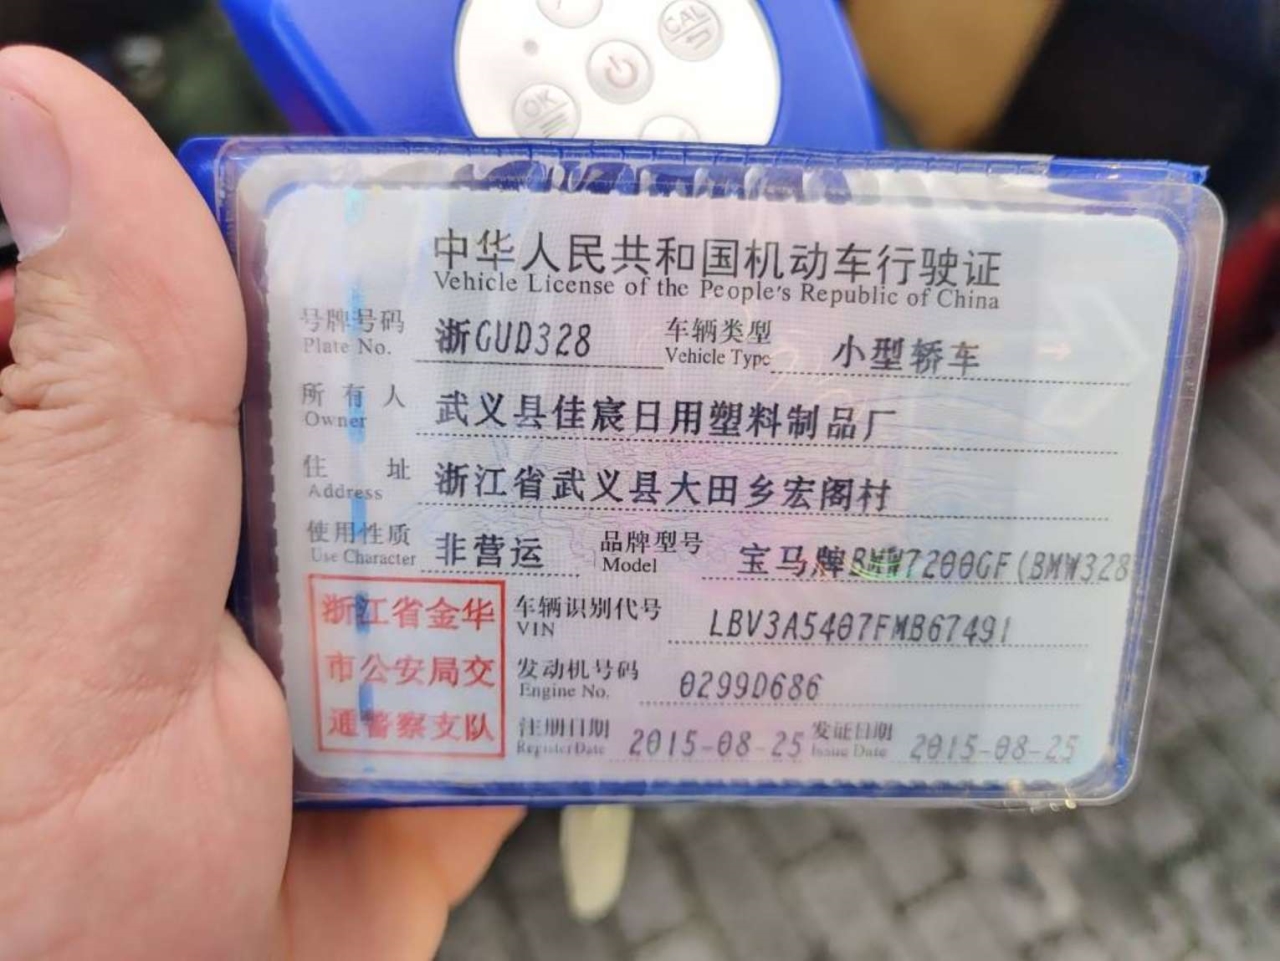 CAL
OK
中华人民共和国机动车行驶证
Vehicle License of the People's Republic of China
号牌号码 浙GUD328 车辆类型 小型轿车
Plate No. Vehicle Type
所有人 武义县佳宸日用塑料制品厂
Owner
住址 浙江省武义县大田乡宏阁村
Address
使用性质 非营运 品牌型号 宝马牌BMW7200GF(BMW328
Use Character Model
浙江省金华
市公安局交
通警察支队
车辆识别代号 LBV3A5407FMB67491
VIN
发动机号码 0299D686
Engine No.
注册日期 2015-08-25 发证日期 2015-08-25
Register Date Issue Date